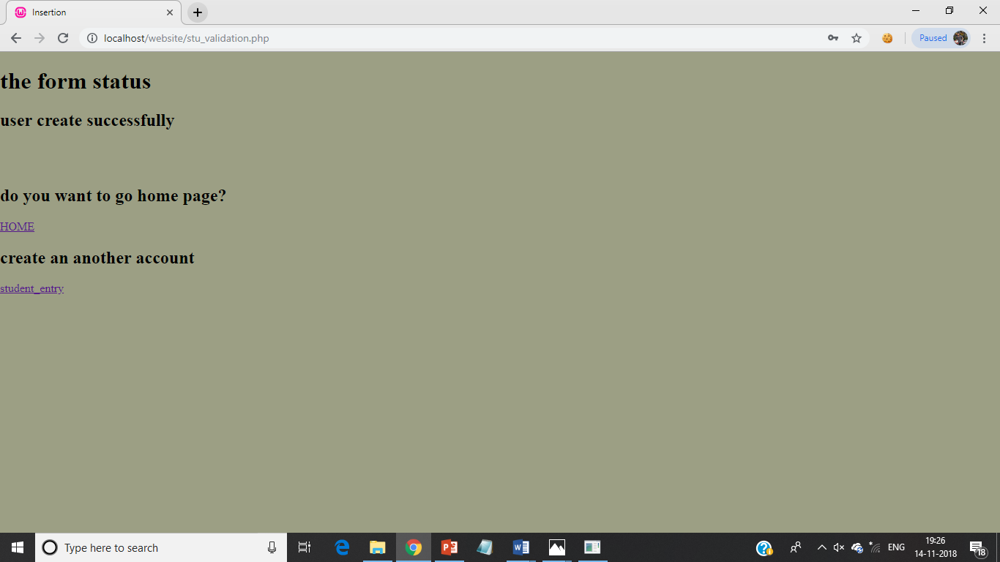 Insertion
localhost/website/stu_validation.php
Paused
the form status
user create successfully
do you want to go home page?
HOME
create an another account
student_entry
Type here to search
ENG
19:26
14-11-2018
18